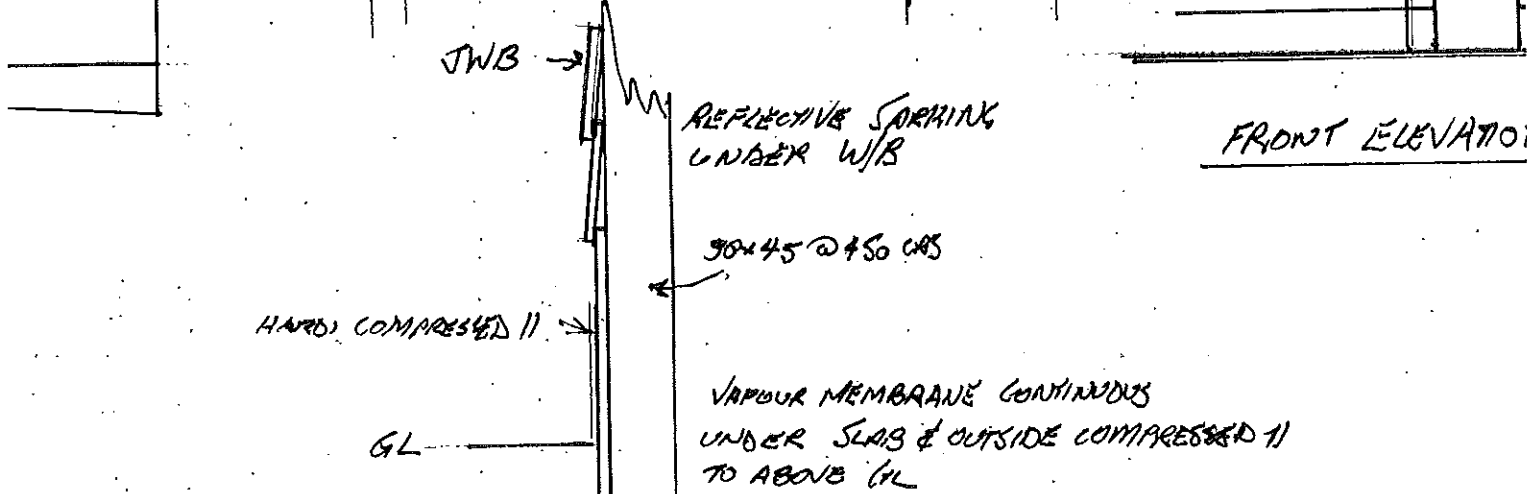 JWB
REFLECTIVE SARKING
UNDER W/B
FRONT ELEVATION
90x45 @ 450 CRS
HARDI COMPRESSED 11
VAPOUR MEMBRANE CONTINUOUS
UNDER SLAB & OUTSIDE COMPRESSED 11
TO ABOVE GL
GL